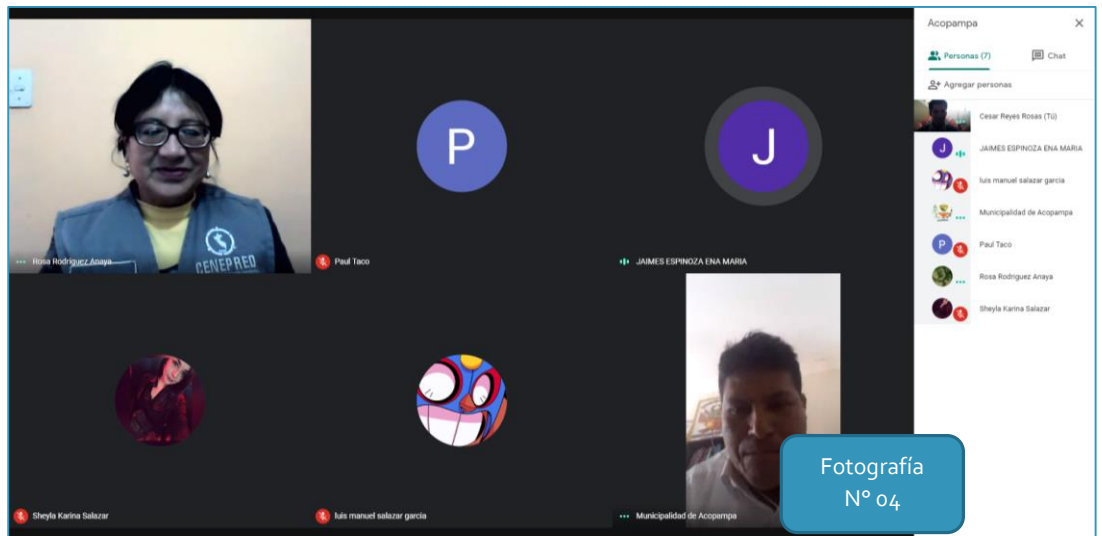 P
J
CENEPRED
Rosa Rodriguez Anaya
Paul Taco
JAIMES ESPINOZA ENA MARIA
Sheyla Karina Salazar
luis manuel salazar garcia
Municipalidad de Acopampa
Fotografía
N° 04
Acopampa
Personas (7)
Chat
Agregar personas
Cesar Reyes Rosas (Tú)
J
JAIMES ESPINOZA ENA MARIA
luis manuel salazar garcia
Municipalidad de Acopampa
P
Paul Taco
Rosa Rodriguez Anaya
Sheyla Karina Salazar